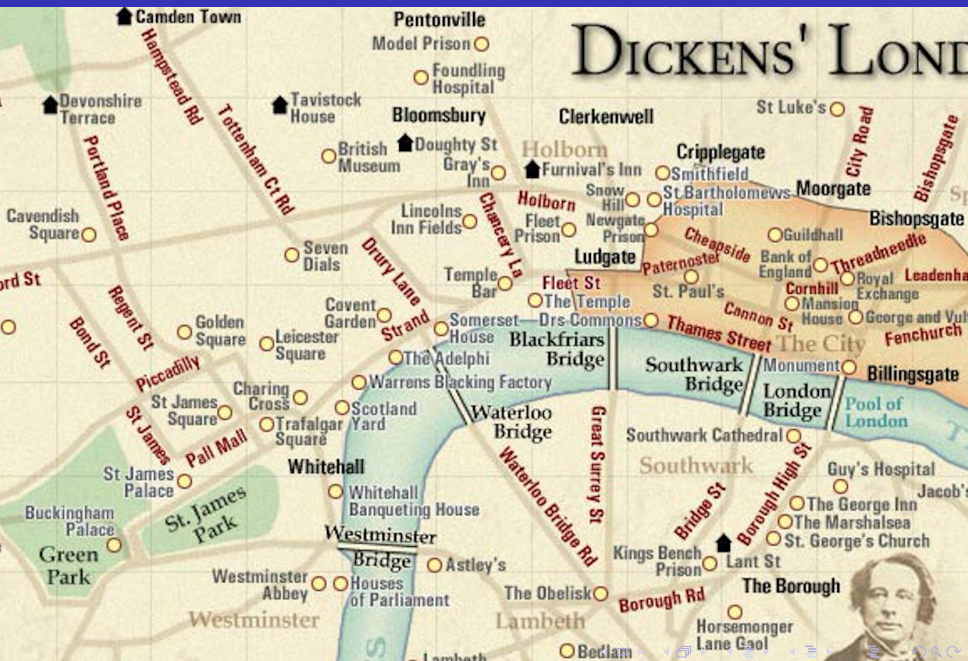 Camden Town
Pentonville
Model Prison
DICKENS' LOND
Foundling
Hospital
Hampstead Rd
Devonshire
Terrace
Tavistock
House
Bloomsbury
Clerkenwell
St Luke's
City Road
Bishopsgate
Tottenham Ct Rd
Portland Place
British
Museum
Doughty St
Gray's
Inn
Holborn
Furnival's Inn
Cripplegate
Smithfield
Snow
Hill
St Bartholomews
Hospital
Moorgate
Sp
Cavendish
Square
Lincolns
Inn Fields
Chancery La
Holborn
Fleet
Prison
Newgate
Prison
Bishopsgate
Guildhall
Cheapside
Seven
Dials
Drury Lane
Ludgate
Paternoster
Bank of
England
Threadneedle
ord St
Regent St
Temple
Bar
Fleet St
St. Paul's
Cornhill
Royal
Exchange
Leadenha
Covent
Garden
Strand
The Temple
Mansion
House
Cannon St
George and Vul
Bond St
Golden
Square
Leicester
Square
Somerset
House
Drs Commons
Thames Street
The City
Fenchurch
Blackfriars
Bridge
The Adelphi
Piccadilly
Southwark
Bridge
Monument
Billingsgate
Charing
Cross
Warrens Blacking Factory
London
Bridge
Pool of
London
T
St James
Square
Scotland
Yard
Trafalgar
Square
Waterloo
Bridge
St James
Pall Mall
Great Surrey St
Southwark Cathedral
Southwark
Borough High St
Whitehall
Waterloo Bridge Rd
St James
Palace
Guy's Hospital
Jacob's
Whitehall
Banqueting House
Bridge St
The George Inn
The Marshalsea
St. George's Church
Buckingham
Palace
St. James
Park
Green
Park
Westminster
Bridge
Astley's
Kings Bench
Prison
Lant St
Westminster
Abbey
Houses
of Parliament
The Obelisk
Borough Rd
The Borough
Westminster
Lambeth
Horsemonger
Lane Gaol
Bedlam
Lambeth
S